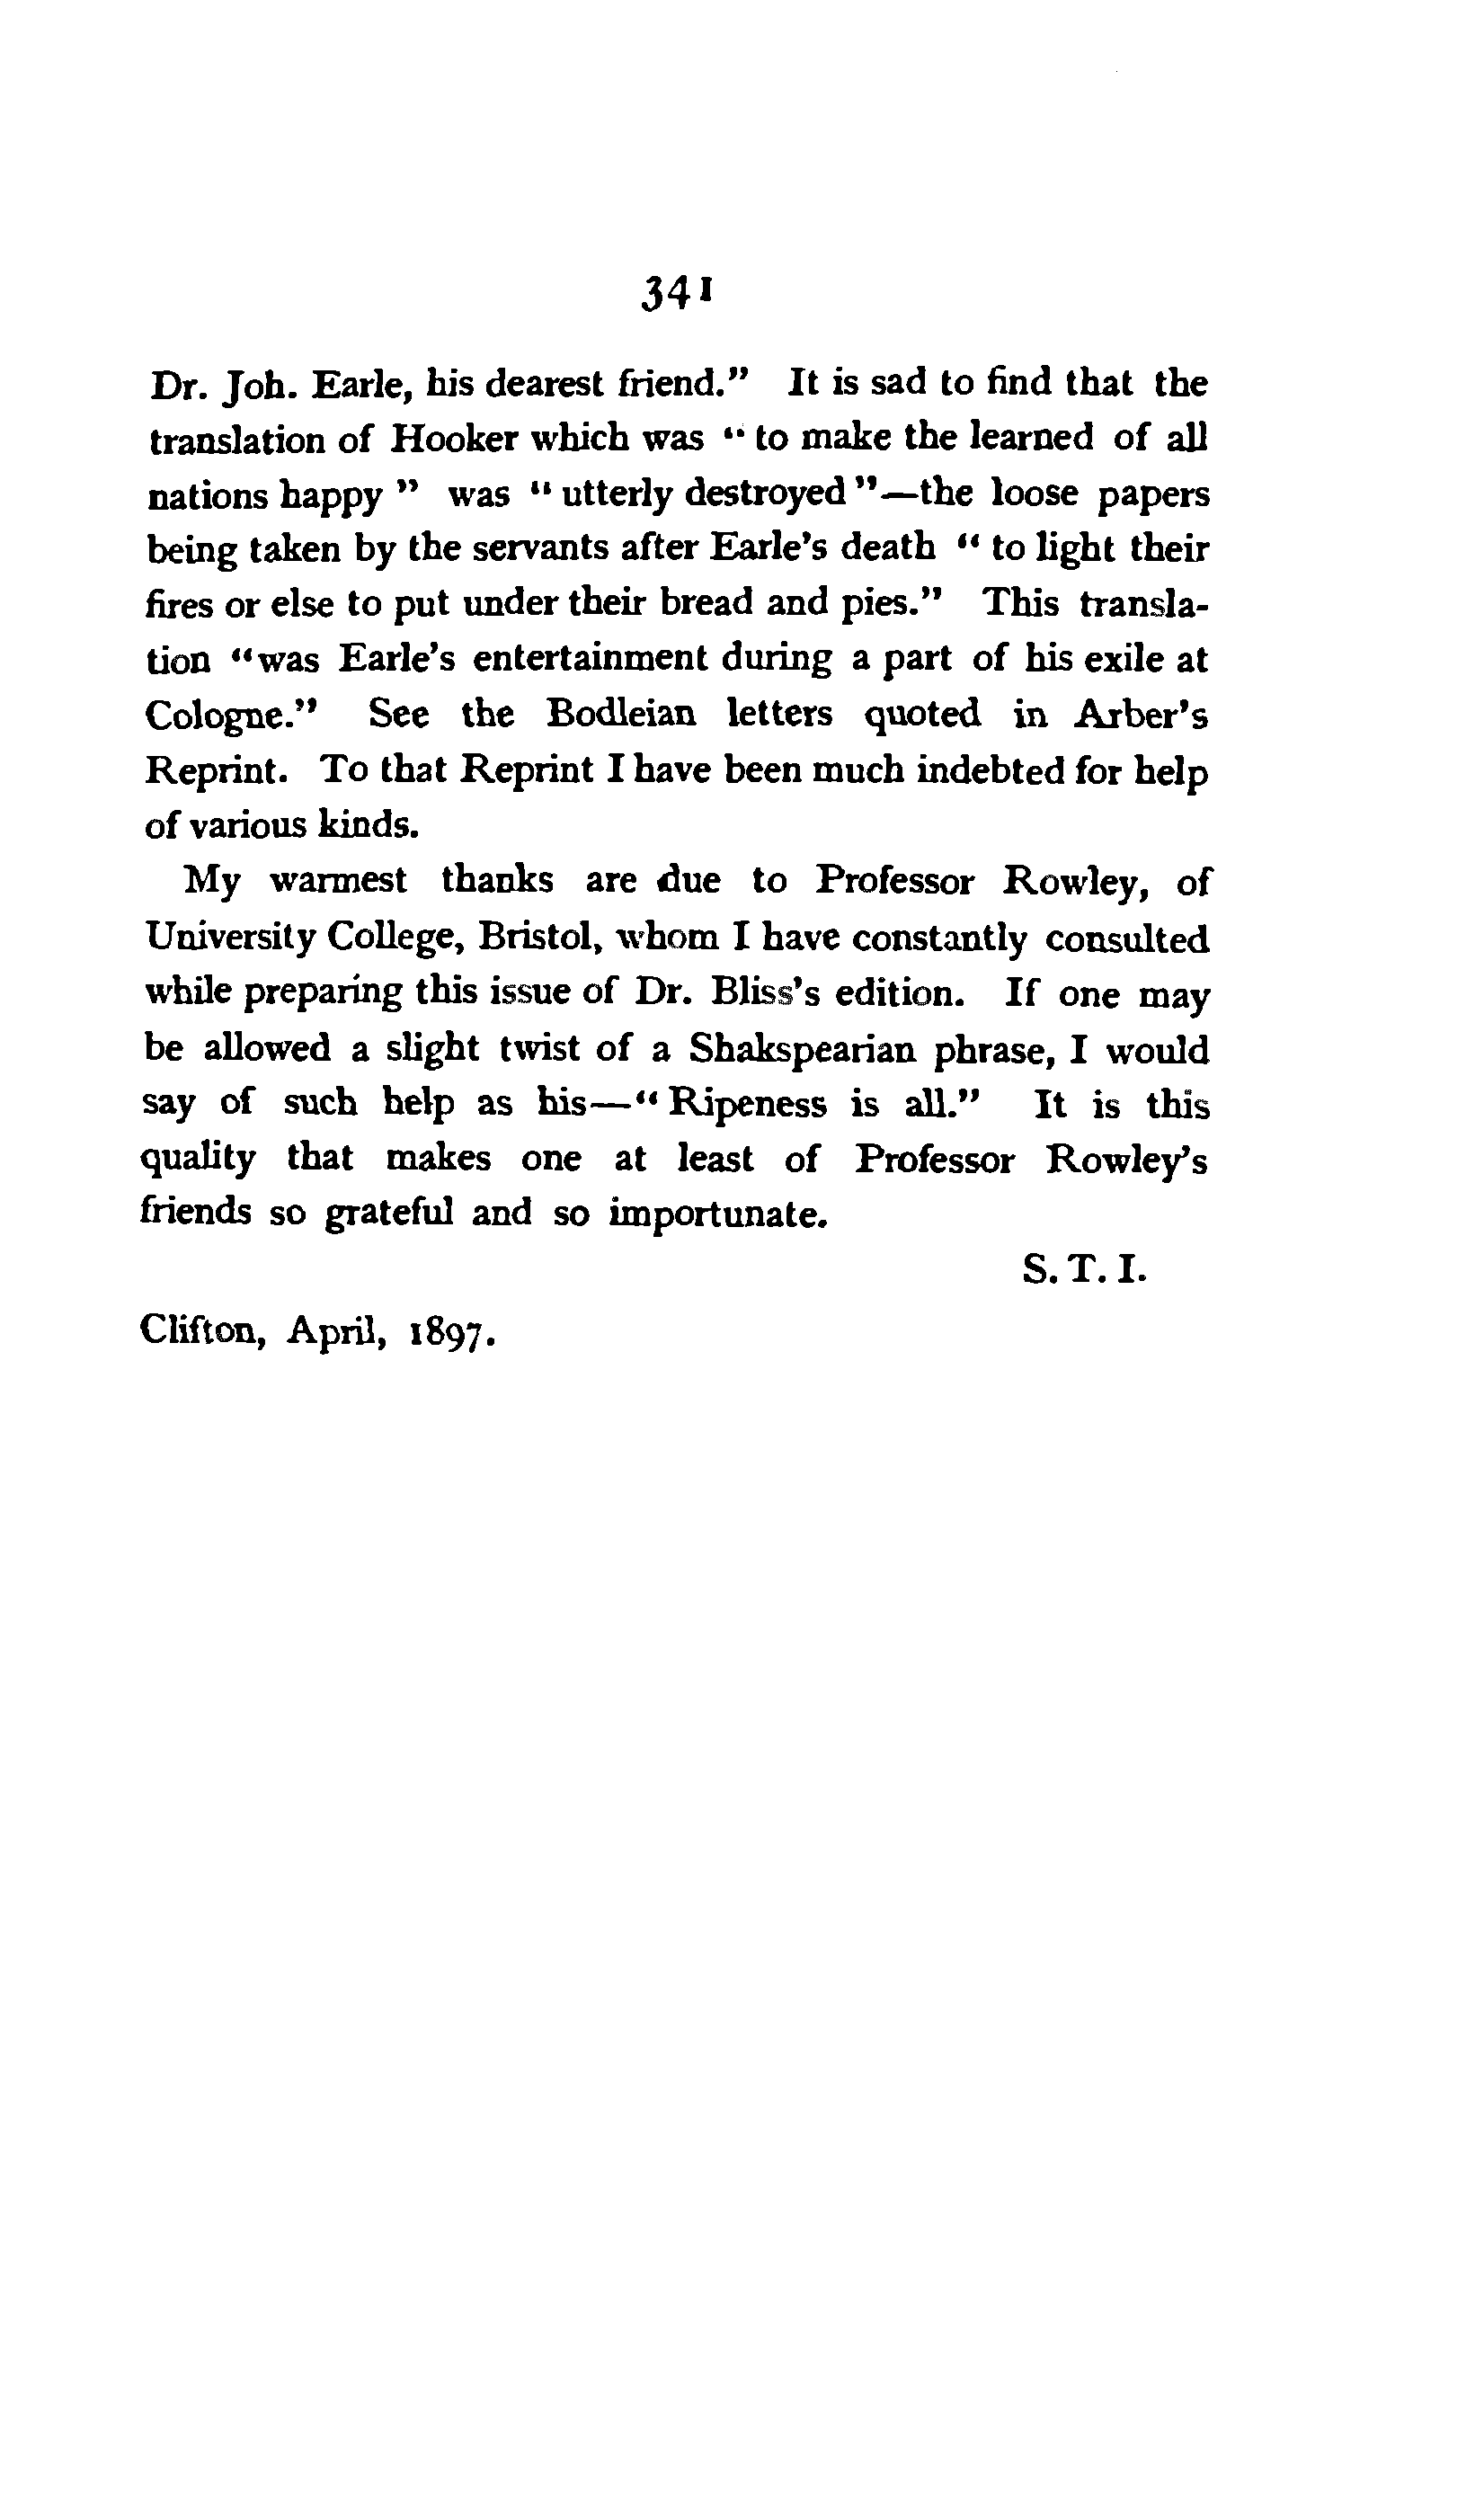 341
Dr. Joh. Earle, his dearest friend." It is sad to find that the
translation of Hooker which was " to make the learned of all
nations happy " was " utterly destroyed "—the loose papers
being taken by the servants after Earle's death " to light their
fires or else to put under their bread and pies." This transla-
tion "was Earle's entertainment during a part of his exile at
Cologne." See the Bodleian letters quoted in Arber's
Reprint. To that Reprint I have been much indebted for help
of various kinds.
My warmest thanks are due to Professor Rowley, of
University College, Bristol, whom I have constantly consulted
while preparing this issue of Dr. Bliss's edition. If one may
be allowed a slight twist of a Shakspearian phrase, I would
say of such help as his—" Ripeness is all." It is this
quality that makes one at least of Professor Rowley's
friends so grateful and so importunate.
S. T. I.
Clifton, April, 1897.